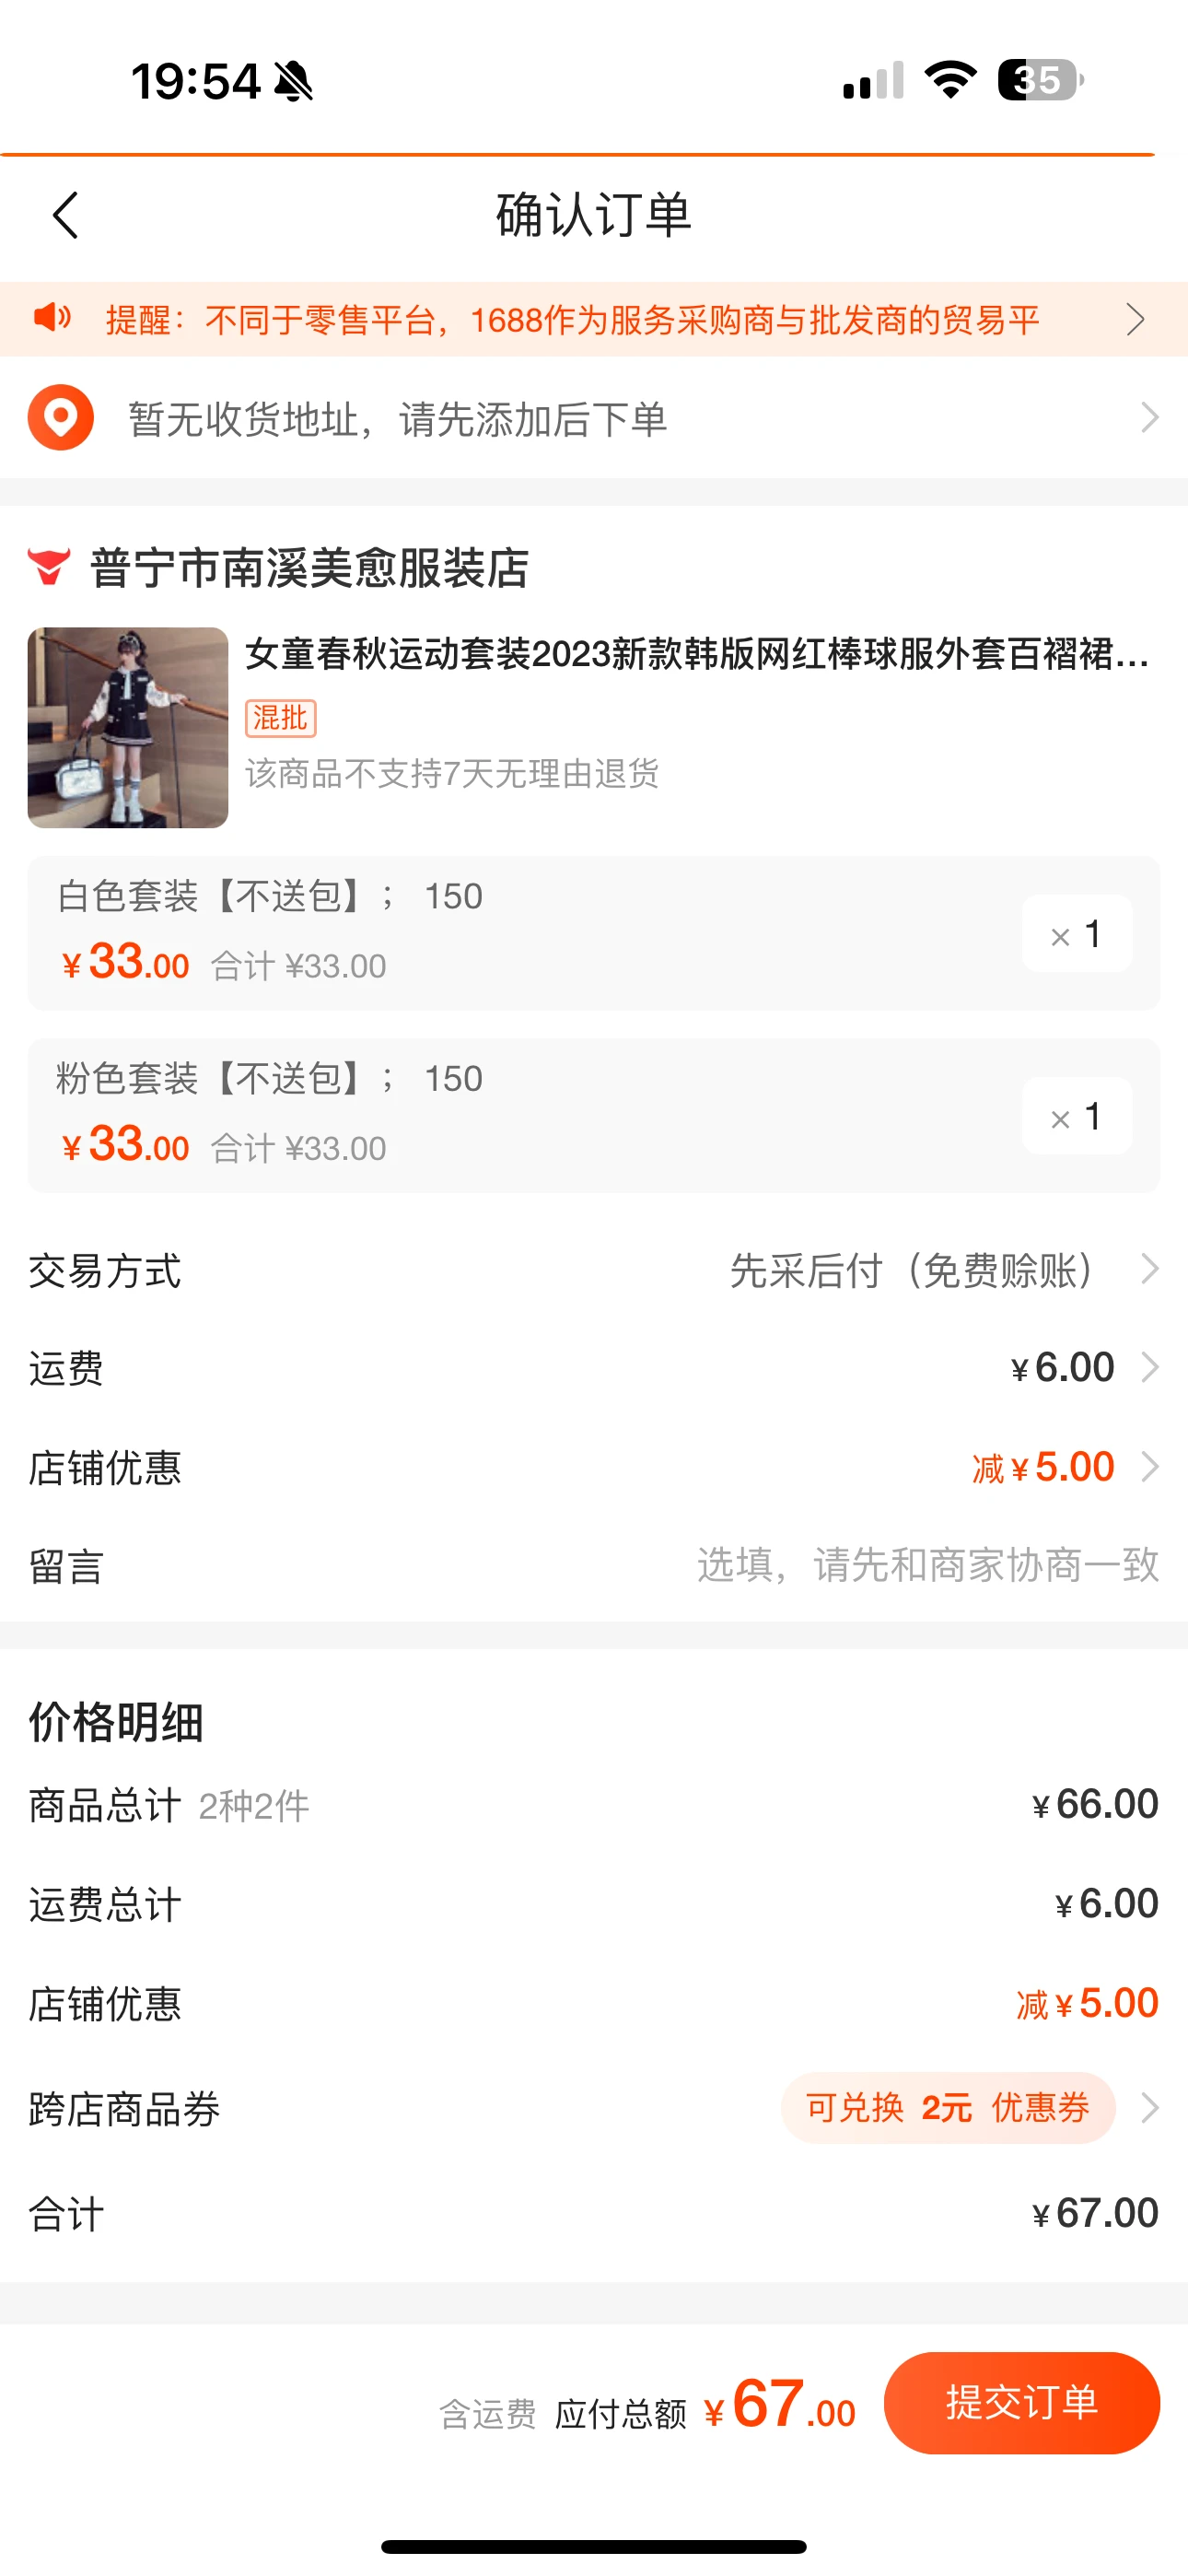 19:54
35
确认订单
提醒：不同于零售平台，1688作为服务采购商与批发商的贸易平
暂无收货地址，请先添加后下单
普宁市南溪美愈服装店
女童春秋运动套装2023新款韩版网红棒球服外套百褶裙...
混批
该商品不支持7天无理由退货
白色套装【不送包】； 150
¥33.00 合计 ¥33.00
× 1
粉色套装【不送包】； 150
¥33.00 合计 ¥33.00
× 1
交易方式 先采后付（免费赊账）
运费 ¥6.00
店铺优惠 减¥5.00
留言 选填，请先和商家协商一致
价格明细
商品总计 2种2件 ¥66.00
运费总计 ¥6.00
店铺优惠 减¥5.00
跨店商品券 可兑换 2元 优惠券
合计 ¥67.00
含运费 应付总额 ¥67.00 提交订单